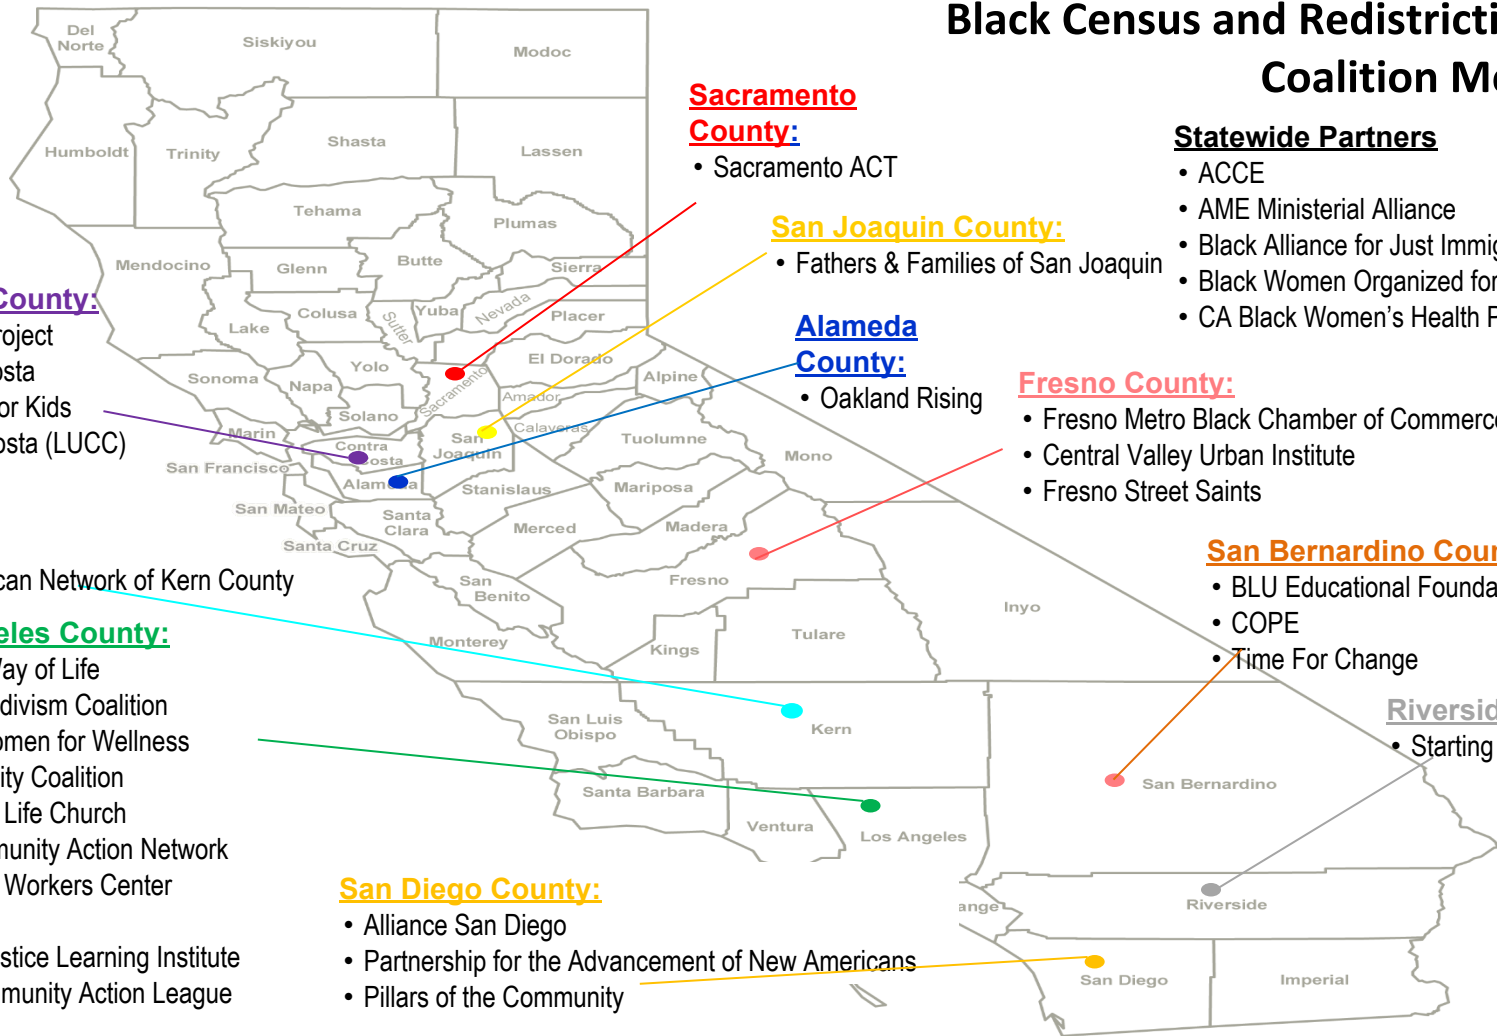 Black Census and Redistricti
Coalition M
Sacramento
County:
• Sacramento ACT
San Joaquin County:
• Fathers & Families of San Joaquin
Alameda
County:
• Oakland Rising
Statewide Partners
• ACCE
• AME Ministerial Alliance
• Black Alliance for Just Immig
• Black Women Organized for
• CA Black Women's Health P
Fresno County:
• Fresno Metro Black Chamber of Commerce
• Central Valley Urban Institute
• Fresno Street Saints
San Bernardino Coun
• BLU Educational Founda
• COPE
• Time For Change
Riversid
• Starting
County:
roject
osta
or Kids
osta (LUCC)
can Network of Kern County
eles County:
Way of Life
divism Coalition
omen for Wellness
ity Coalition
Life Church
munity Action Network
Workers Center
stice Learning Institute
mmunity Action League
San Diego County:
• Alliance San Diego
• Partnership for the Advancement of New Americans
• Pillars of the Community
Del
Norte
Siskiyou
Modoc
Humboldt
Trinity
Shasta
Lassen
Tehama
Plumas
Mendocino
Glenn
Butte
Sierra
Lake
Colusa
Sutter
Yuba
Nevada
Placer
Sonoma
Napa
Yolo
Sacramento
El Dorado
Alpine
Amador
Solano
Marin
Contra
Costa
San
Joaquin
Calaveras
Tuolumne
Mono
San Francisco
Alameda
Stanislaus
Mariposa
San Mateo
Santa
Clara
Merced
Madera
Santa Cruz
San
Benito
Fresno
Inyo
Monterey
Kings
Tulare
San Luis
Obispo
Kern
Santa Barbara
Ventura
Los Angeles
San Bernardino
ange
Riverside
San Diego
Imperial